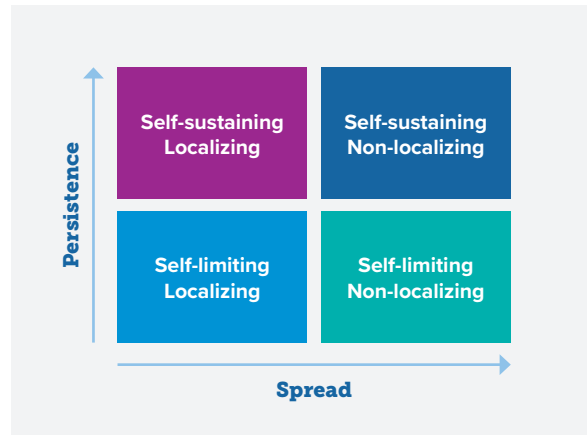 Persistence
Self-sustaining
Localizing
Self-sustaining
Non-localizing
Self-limiting
Localizing
Self-limiting
Non-localizing
Spread